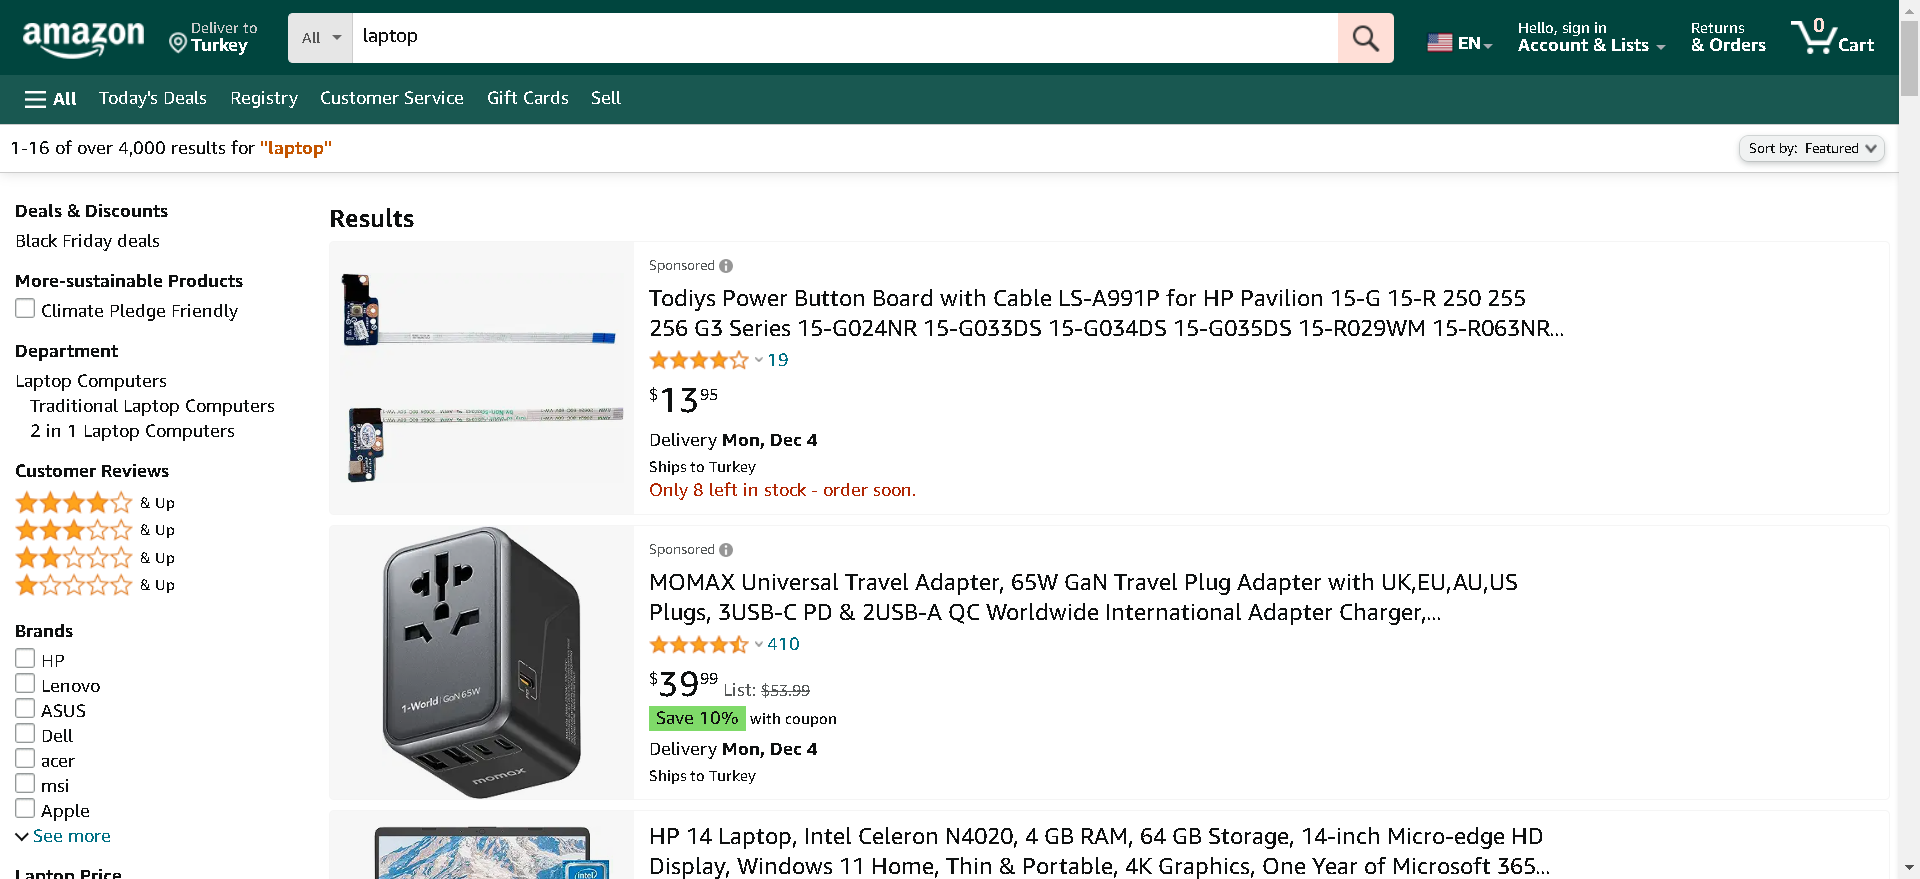 amazon
Deliver to
Turkey
All
laptop
EN
Hello, sign in
Account & Lists
Returns
& Orders
0
Cart
All
Today's Deals
Registry
Customer Service
Gift Cards
Sell
1-16 of over 4,000 results for "laptop"
Sort by: Featured
Deals & Discounts
Black Friday deals
More-sustainable Products
Climate Pledge Friendly
Department
Laptop Computers
Traditional Laptop Computers
2 in 1 Laptop Computers
Customer Reviews
& Up
& Up
& Up
& Up
Brands
HP
Lenovo
ASUS
Dell
acer
msi
Apple
See more
Laptop Price
Results
Sponsored
Todiys Power Button Board with Cable LS-A991P for HP Pavilion 15-G 15-R 250 255
256 G3 Series 15-G024NR 15-G033DS 15-G034DS 15-G035DS 15-R029WM 15-R063NR...
19
$13.95
Delivery Mon, Dec 4
Ships to Turkey
Only 8 left in stock - order soon.
1-World | GaN 65W
momax
Sponsored
MOMAX Universal Travel Adapter, 65W GaN Travel Plug Adapter with UK,EU,AU,US
Plugs, 3USB-C PD & 2USB-A QC Worldwide International Adapter Charger,...
410
$39 99 List: $53.99
Save 10% with coupon
Delivery Mon, Dec 4
Ships to Turkey
intel
HP 14 Laptop, Intel Celeron N4020, 4 GB RAM, 64 GB Storage, 14-inch Micro-edge HD
Display, Windows 11 Home, Thin & Portable, 4K Graphics, One Year of Microsoft 365...